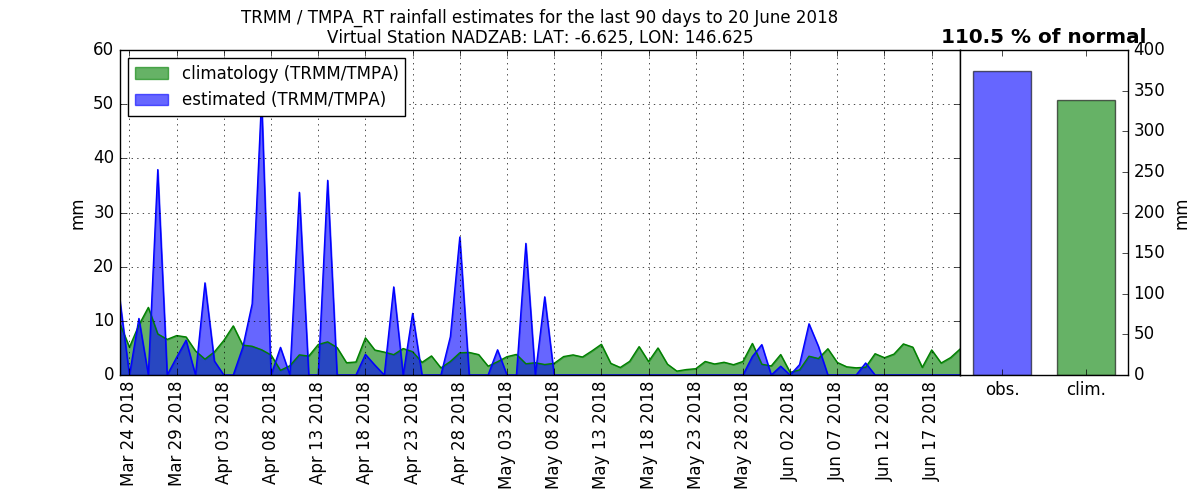 TRMM / TMPA_RT rainfall estimates for the last 90 days to 20 June 2018
Virtual Station NADZAB: LAT: -6.625, LON: 146.625
110.5 % of normal
climatology (TRMM/TMPA)
estimated (TRMM/TMPA)
60
50
40
30
20
10
0
mm
Mar 24 2018
Mar 29 2018
Apr 03 2018
Apr 08 2018
Apr 13 2018
Apr 18 2018
Apr 23 2018
Apr 28 2018
May 03 2018
May 08 2018
May 13 2018
May 18 2018
May 23 2018
May 28 2018
Jun 02 2018
Jun 07 2018
Jun 12 2018
Jun 17 2018
obs.
clim.
400
350
300
250
200
150
100
50
0
mm